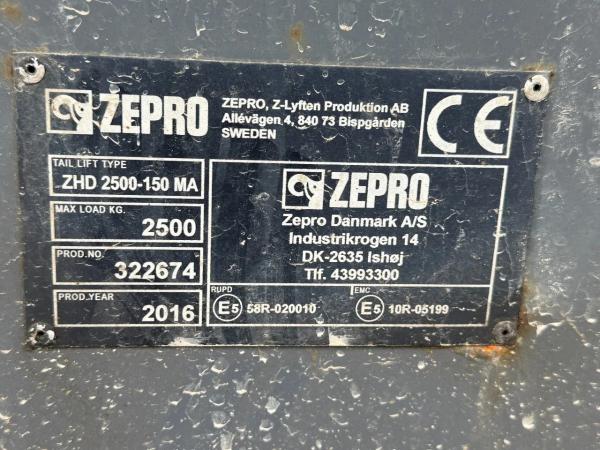 ZEPRO
ZEPRO, Z-Lyften Produktion AB
Allévägen 4, 840 73 Bispgården
SWEDEN
CE
TAIL LIFT TYPE
ZHD 2500-150 MA
MAX LOAD KG.
2500
PROD.NO.
322674
PROD.YEAR
2016
ZEPRO
Zepro Danmark A/S
Industrikrogen 14
DK-2635 Ishøj
Tlf. 43993300
RUPD
E5 58R-020010
EMC
E5 10R-05199